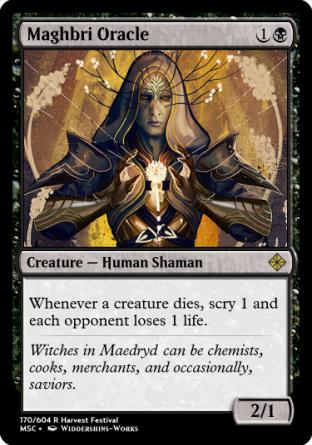 Maghbri Oracle 1
Creature — Human Shaman
Whenever a creature dies, scry 1 and
each opponent loses 1 life.
Witches in Maedryd can be chemists,
cooks, merchants, and occasionally,
saviors.
2/1
170/604 R Harvest Festival
MSC • Widdershins-Works